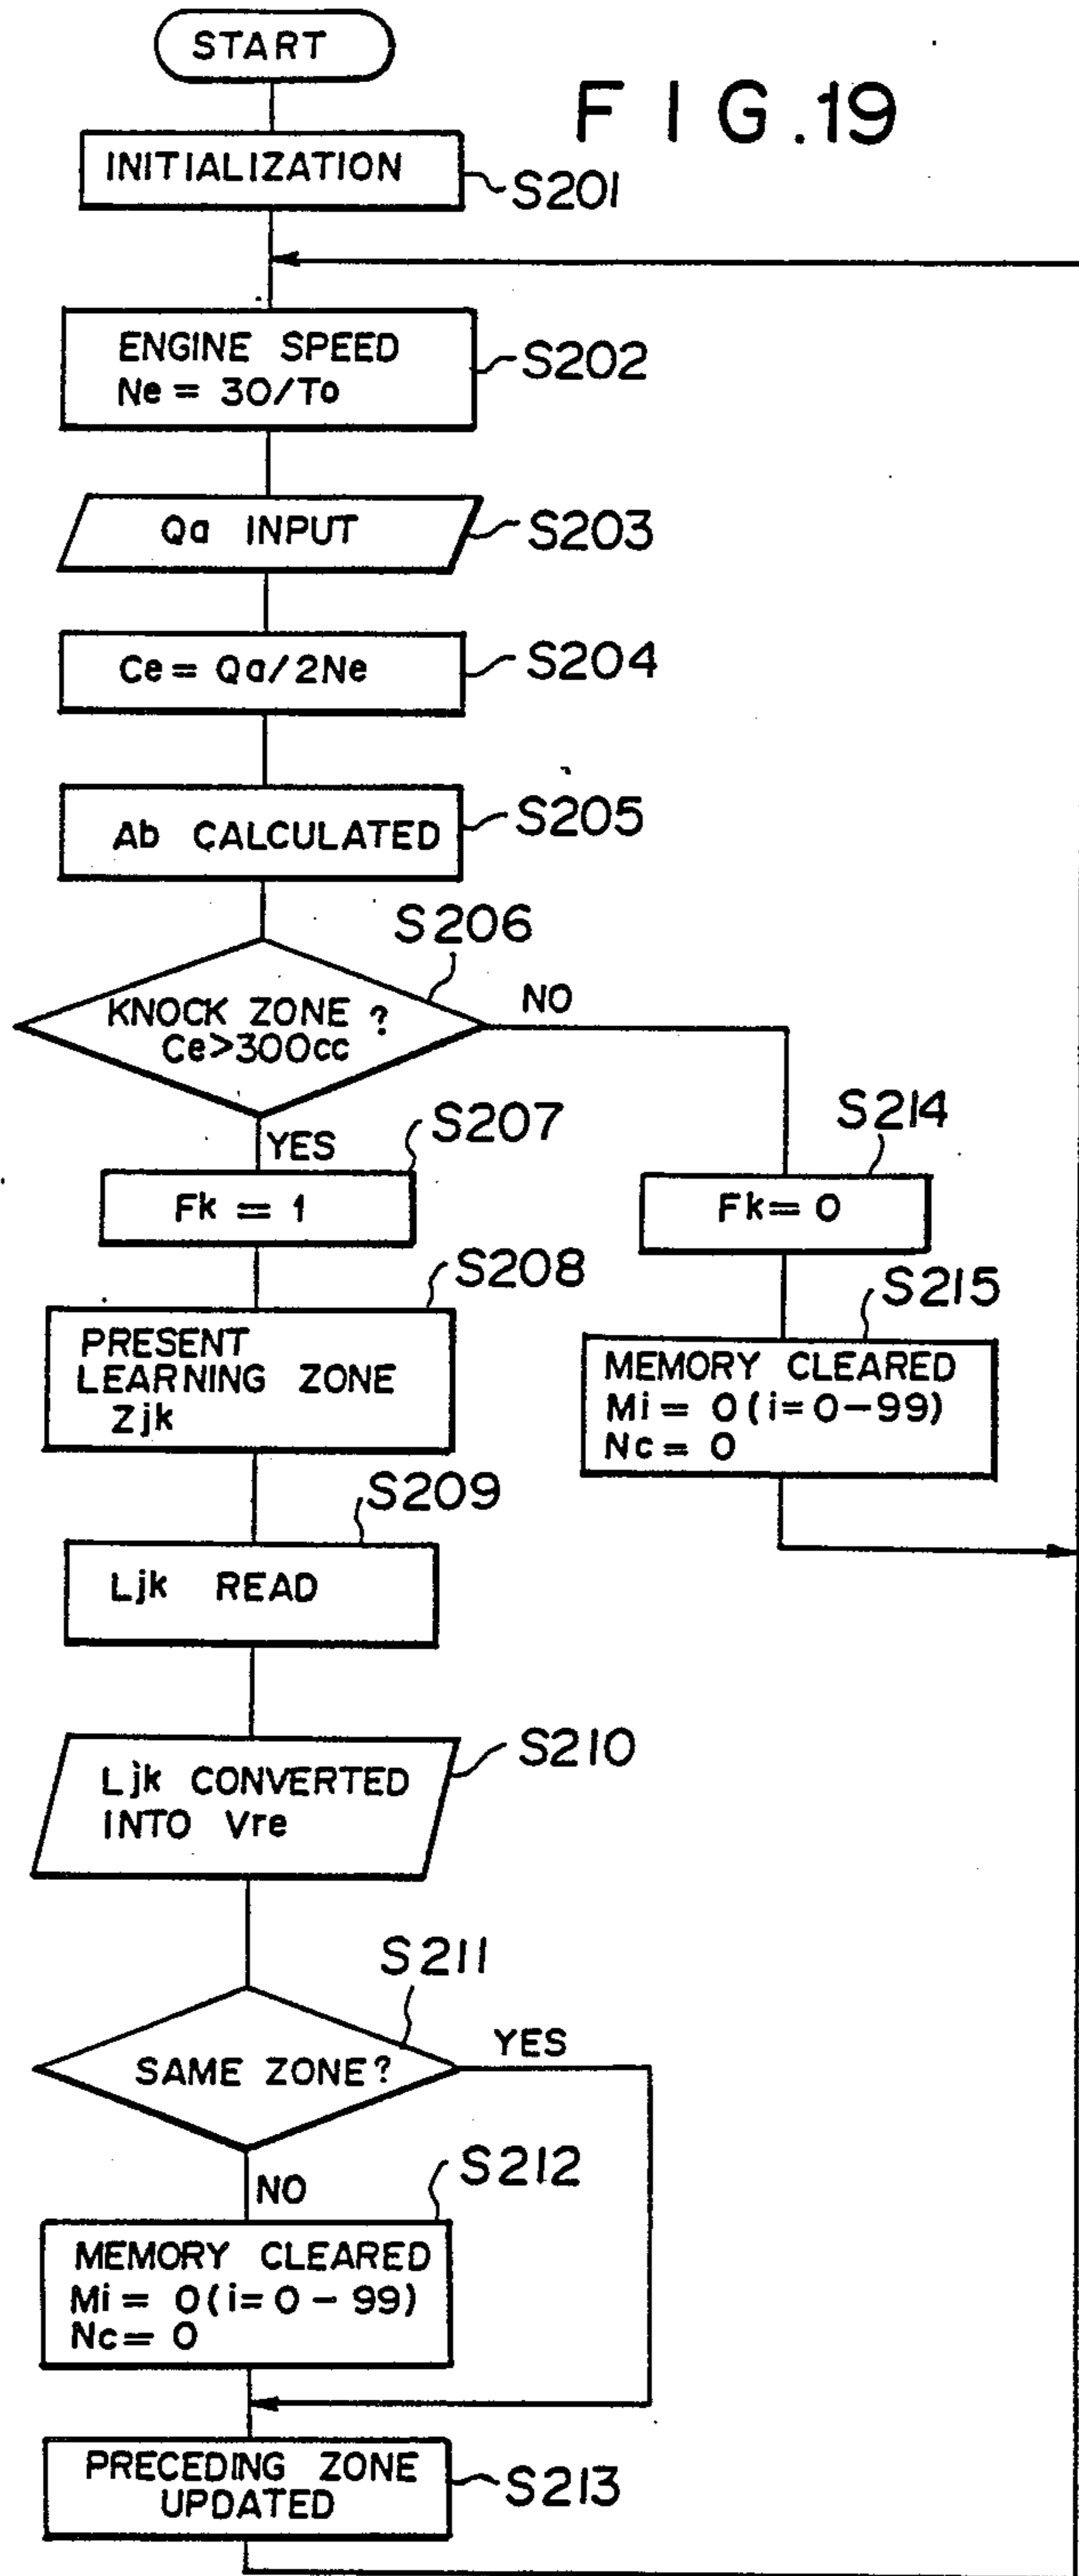 START
FIG.19
INITIALIZATION
S201
ENGINE SPEED
Ne = 30/To
S202
Qa INPUT
S203
Ce = Qa/2Ne
S204
Ab CALCULATED
S205
S206
KNOCK ZONE ?
Ce>300cc
NO
YES
S207
Fk = 1
S214
Fk= 0
S208
PRESENT
LEARNING ZONE
Zjk
S215
MEMORY CLEARED
Mi = 0(i=0-99)
Nc = 0
S209
Ljk READ
S210
Ljk CONVERTED
INTO Vre
S211
SAME ZONE?
YES
NO
S212
MEMORY CLEARED
Mi = 0(i=0-99)
Nc= 0
PRECEDING ZONE
UPDATED
S213